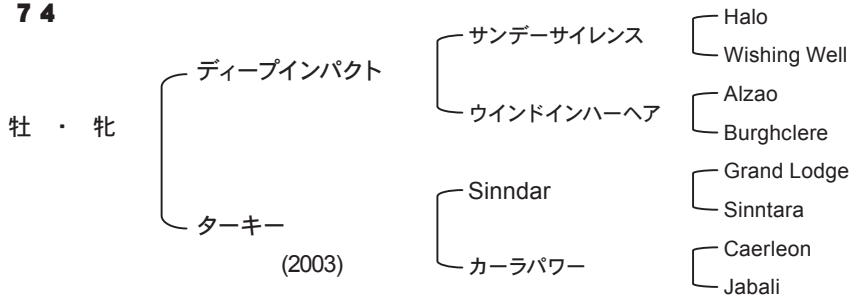 74
牡 ・ 牝
ディープインパクト
ターキー
(2003)
サンデーサイレンス
ウインドインハーヘア
Sinndar
カーラパワー
Halo
Wishing Well
Alzao
Burghclere
Grand Lodge
Sinntara
Caerleon
Jabali